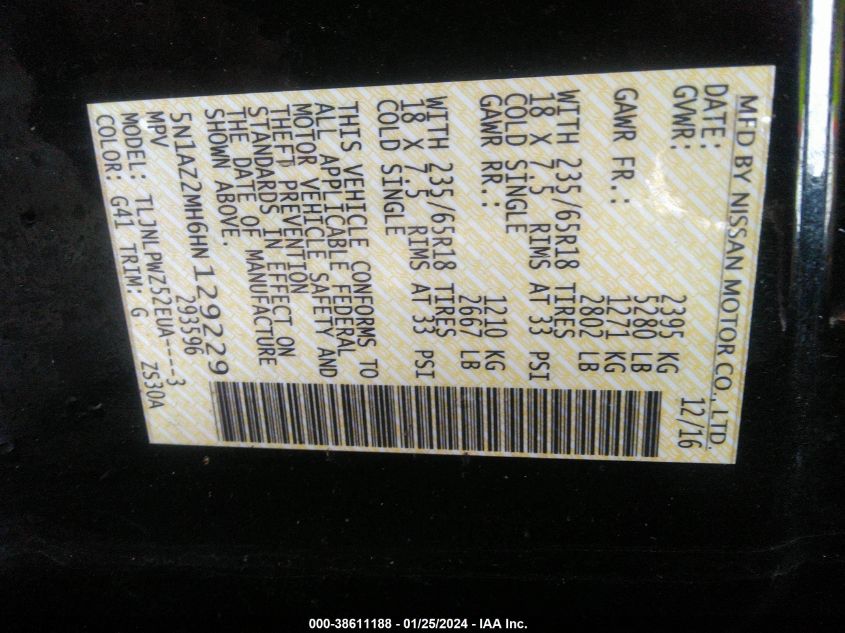 MFD BY NISSAN MOTOR CO., LTD.
DATE: 12/16
GVWR: 2395 KG
5280 LB
GAWR FR.: 1271 KG
2802 LB
WITH 235/65R18 TIRES
18 X 7.5 RIMS AT 33 PSI
COLD SINGLE
GAWR RR.: 1210 KG
2667 LB
WITH 235/65R18 TIRES
18 X 7.5 RIMS AT 33 PSI
COLD SINGLE
THIS VEHICLE CONFORMS TO
ALL APPLICABLE FEDERAL
MOTOR VEHICLE SAFETY AND
THEFT PREVENTION
STANDARDS IN EFFECT ON
THE DATE OF MANUFACTURE
SHOWN ABOVE.
5N1AZ2MH6HN129229
MPV 293596
MODEL: TLJNLPWZ52EUA----3
COLOR: G41 TRIM: G ZS30A
000-38611188 - 01/25/2024 - IAA Inc.